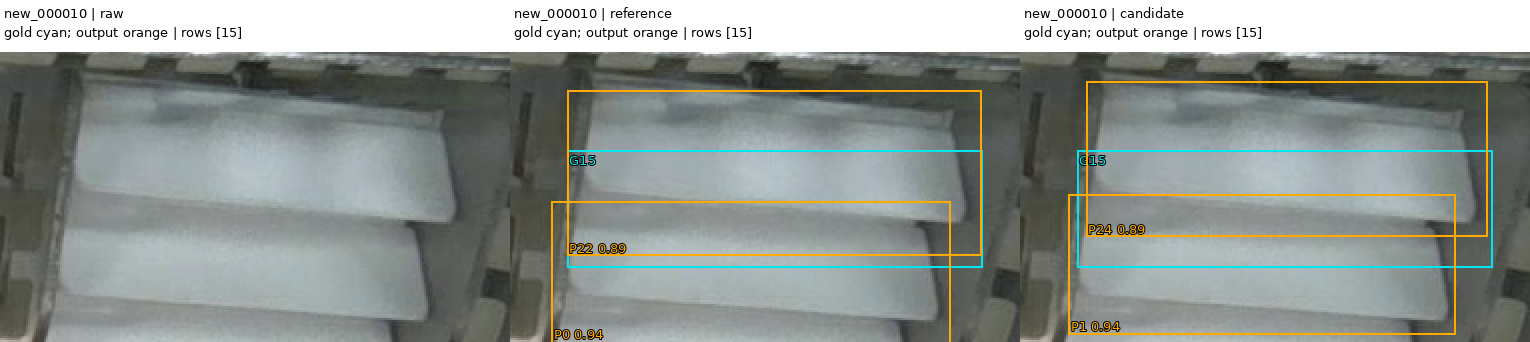 new_000010 | raw
gold cyan; output orange | rows [15]
new_000010 | reference
gold cyan; output orange | rows [15]
new_000010 | candidate
gold cyan; output orange | rows [15]
G15
P22 0.89
P0 0.94
G15
P24 0.89
P1 0.94